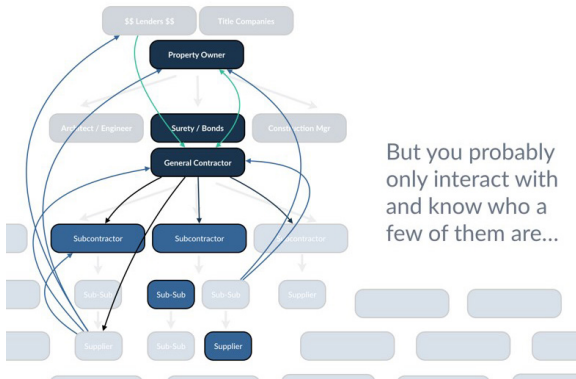 $$ Lenders $$
Title Companies
Property Owner
Architect / Engineer
Surety / Bonds
Construction Mgr
General Contractor
Subcontractor
Subcontractor
Subcontractor
Sub-Sub
Sub-Sub
Sub-Sub
Supplier
Supplier
Sub-Sub
Supplier
But you probably
only interact with
and know who a
few of them are...